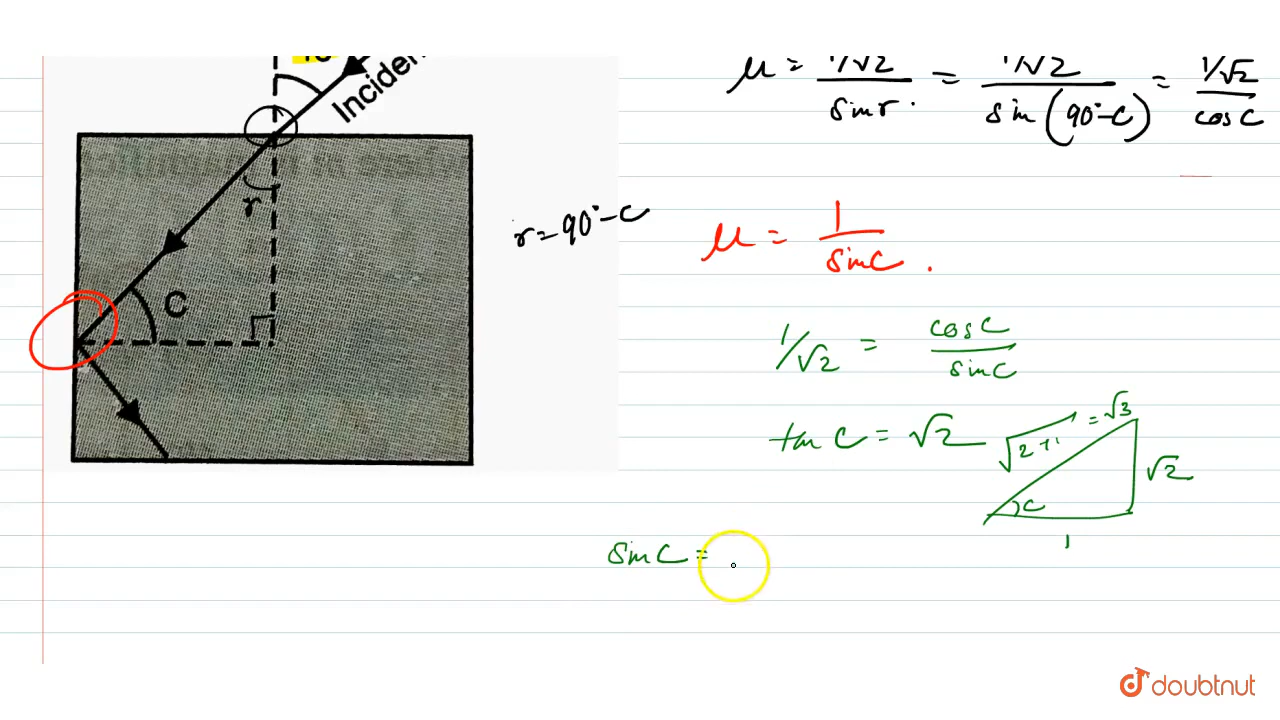 Inciden
r
C
r = 90° - C
μ = 1/√2 / sin r. = 1/√2 / sin (90° - C) = 1/√2 / cos C
μ = 1 / sin C.
1/√2 = cos C / sin C
tan C = √2
√2+1 = √3
√2
C
1
sin C =
doubtnut